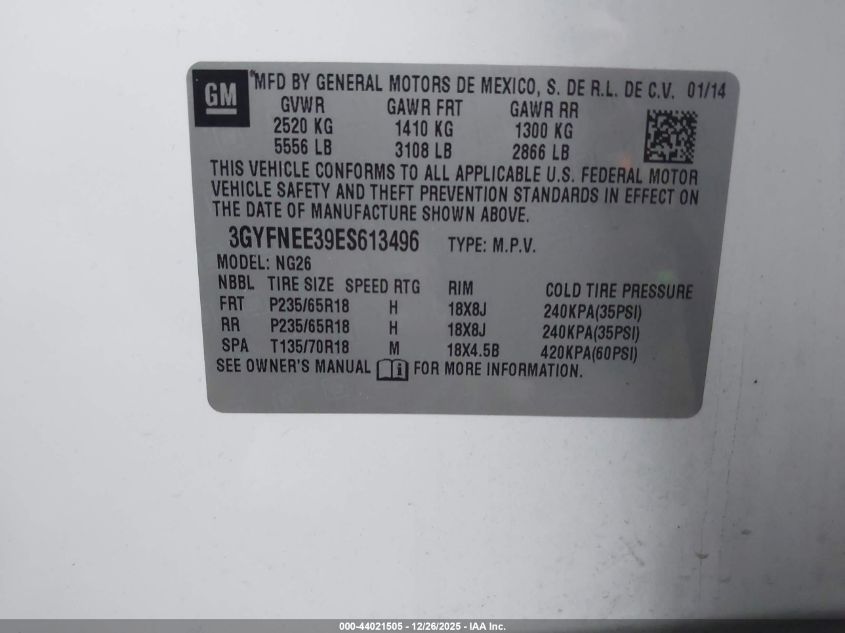 GM
MFD BY GENERAL MOTORS DE MEXICO, S. DE R.L. DE C.V. 01/14
GVWR GAWR FRT GAWR RR
2520 KG 1410 KG 1300 KG
5556 LB 3108 LB 2866 LB
THIS VEHICLE CONFORMS TO ALL APPLICABLE U.S. FEDERAL MOTOR
VEHICLE SAFETY AND THEFT PREVENTION STANDARDS IN EFFECT ON
THE DATE OF MANUFACTURE SHOWN ABOVE.
3GYFNEE39ES613496 TYPE: M.P.V.
MODEL: NG26
NBBL TIRE SIZE SPEED RTG RIM COLD TIRE PRESSURE
FRT P235/65R18 H 18X8J 240KPA(35PSI)
RR P235/65R18 H 18X8J 240KPA(35PSI)
SPA T135/70R18 M 18X4.5B 420KPA(60PSI)
SEE OWNER'S MANUAL i FOR MORE INFORMATION.
000-44021505 - 12/26/2025 - IAA Inc.